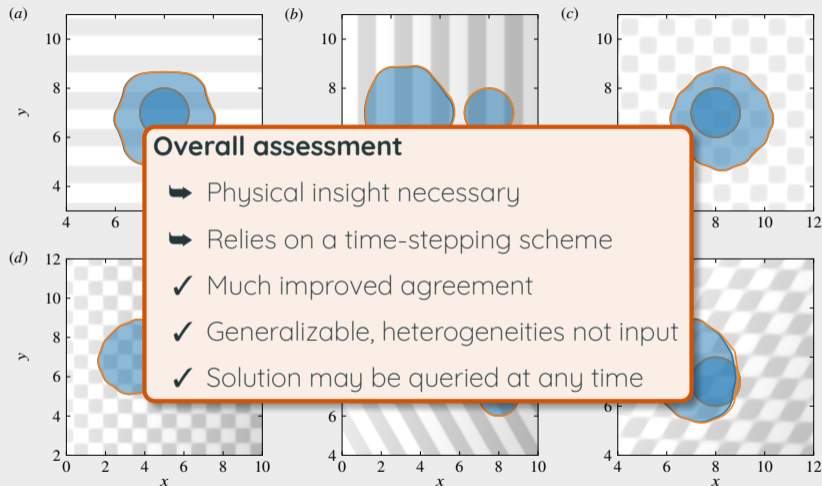 (a)
(b)
(c)
10
8
6
4
y
4
6
10
8
10
8
6
4
8
10
12
Overall assessment
➥ Physical insight necessary
➥ Relies on a time-stepping scheme
✓ Much improved agreement
✓ Generalizable, heterogeneities not input
✓ Solution may be queried at any time
(d)
12
10
8
6
4
2
y
0
2
4
6
8
10
x
4
2
0
2
4
6
8
10
x
6
4
4
6
8
10
12
x